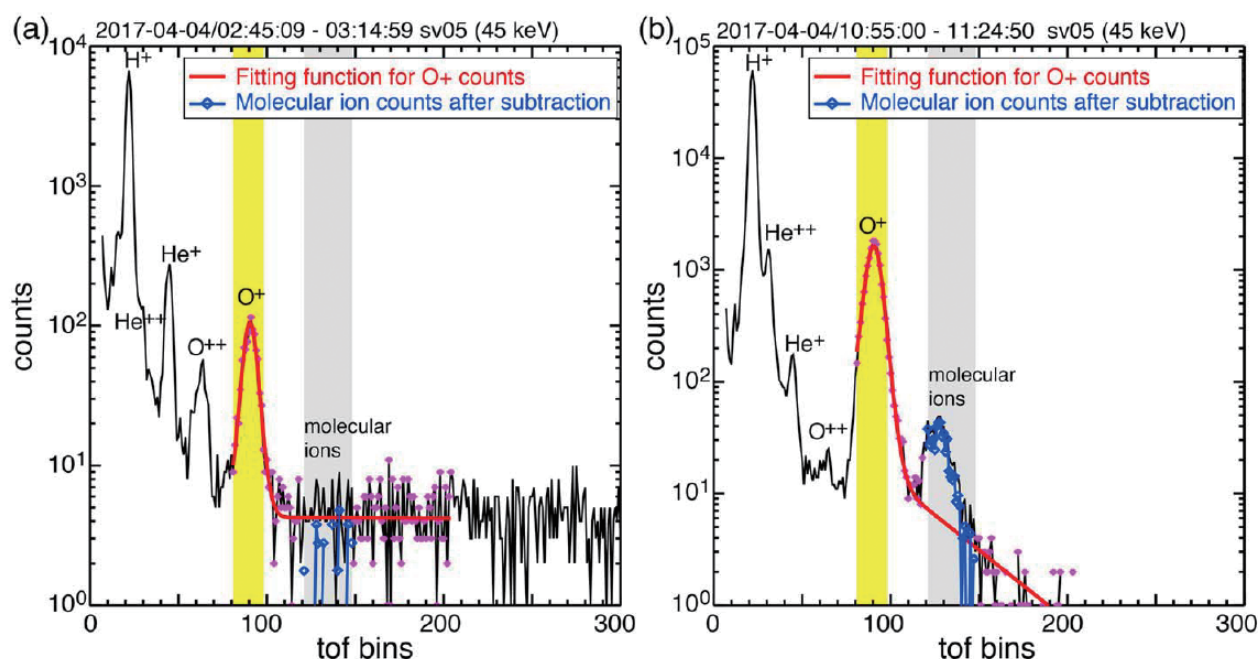 (a) 2017-04-04/02:45:09 - 03:14:59 sv05 (45 keV)
10⁴
H⁺
Fitting function for O+ counts
Molecular ion counts after subtraction
10³
He⁺
counts
He⁺⁺
10²
O⁺
O⁺⁺
molecular
ions
10¹
10⁰
0
100
200
300
tof bins
(b) 2017-04-04/10:55:00 - 11:24:50 sv05 (45 keV)
10⁵
H⁺
Fitting function for O+ counts
Molecular ion counts after subtraction
10⁴
O⁺
He⁺⁺
10³
counts
He⁺
molecular
ions
10²
O⁺⁺
10¹
10⁰
0
100
200
300
tof bins